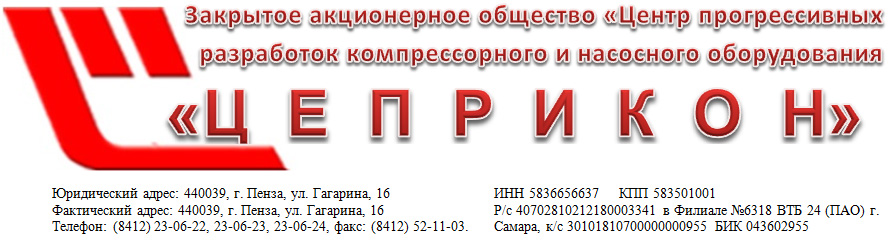 Закрытое акционерное общество «Центр прогрессивных
разработок компрессорного и насосного оборудования
«ЦЕПРИКОН»
Юридический адрес: 440039, г. Пенза, ул. Гагарина, 16
Фактический адрес: 440039, г. Пенза, ул. Гагарина, 16
Телефон: (8412) 23-06-22, 23-06-23, 23-06-24, факс: (8412) 52-11-03.
ИНН 5836656637 КПП 583501001
Р/с 40702810212180003341 в Филиале №6318 ВТБ 24 (ПАО) г.
Самара, к/с 30101810700000000955 БИК 043602955